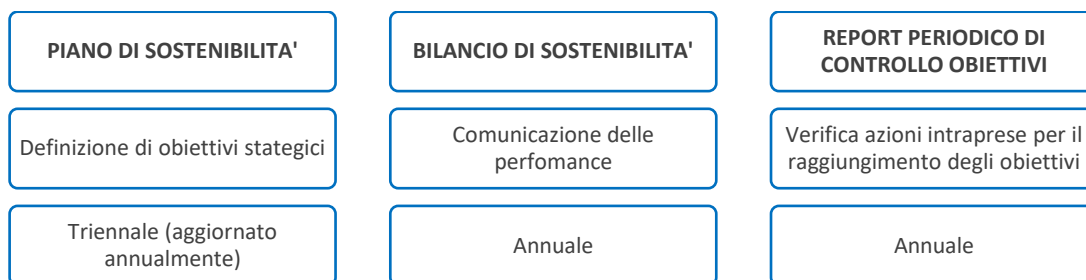 PIANO DI SOSTENIBILITA'
BILANCIO DI SOSTENIBILITA'
REPORT PERIODICO DI
CONTROLLO OBIETTIVI
Definizione di obiettivi stategici
Comunicazione delle
perfomance
Verifica azioni intraprese per il
raggiungimento degli obiettivi
Triennale (aggiornato
annualmente)
Annuale
Annuale